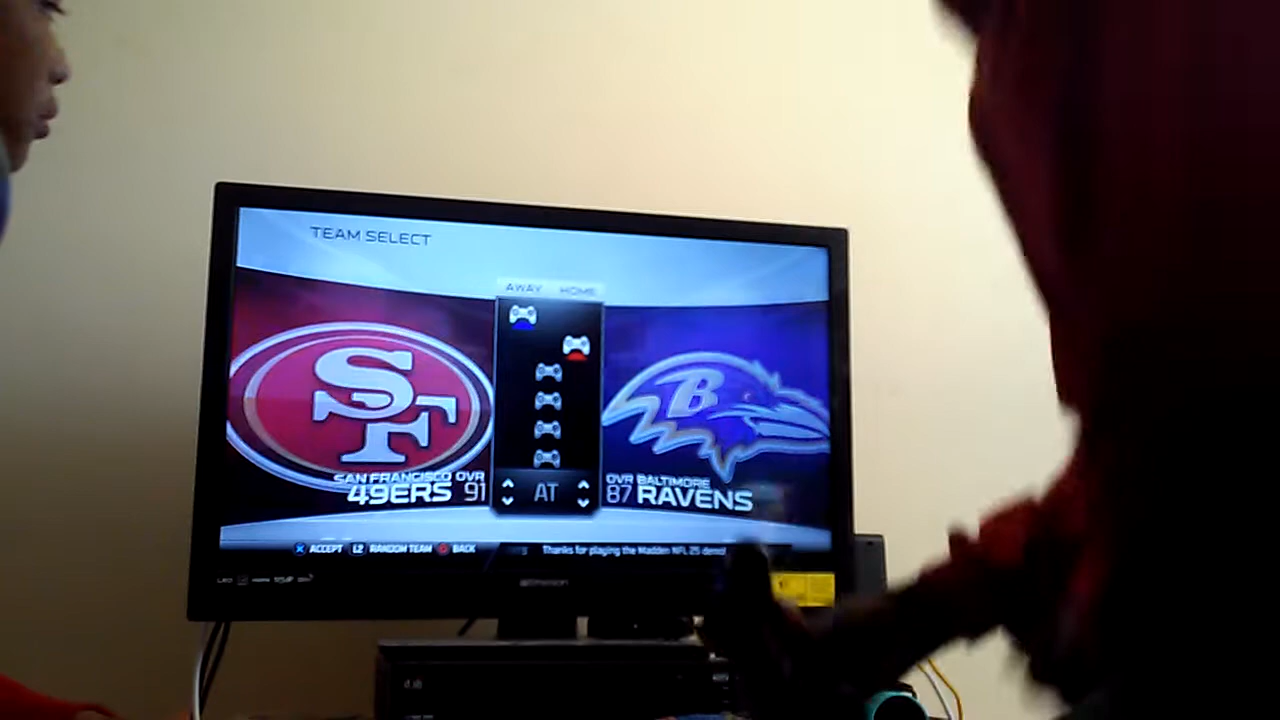 TEAM SELECT
AWAY HOME
SF
B
SAN FRANCISCO OVR
49ERS 91
AT
OVR BALTIMORE
87 RAVENS
ACCEPT L2 RANDOM TEAM BACK
Thanks for playing the Madden NFL 25 demo!